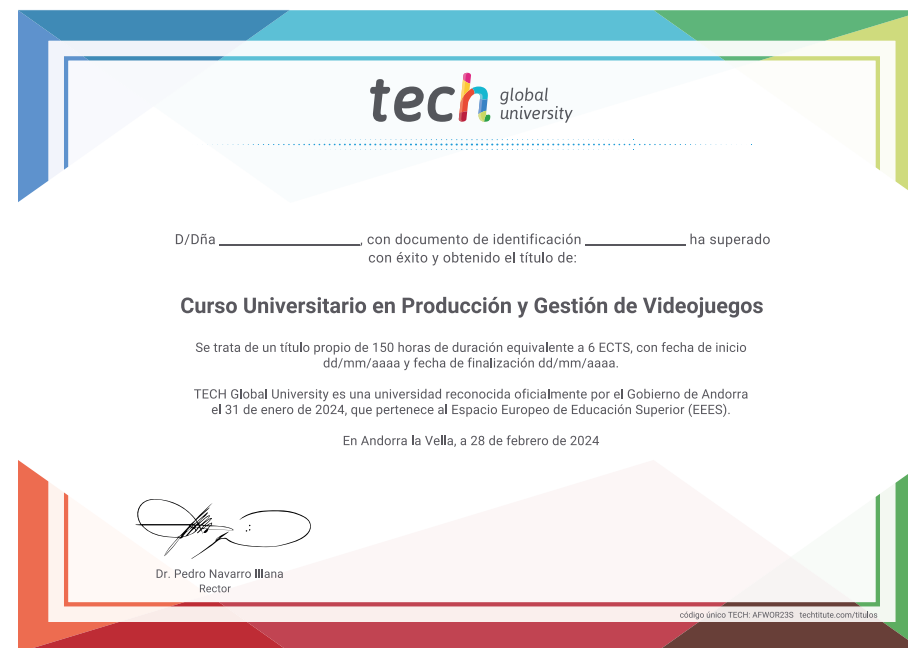 tech global university
D/Dña ____________________, con documento de identificación ______________ ha superado
con éxito y obtenido el título de:
Curso Universitario en Producción y Gestión de Videojuegos
Se trata de un título propio de 150 horas de duración equivalente a 6 ECTS, con fecha de inicio
dd/mm/aaaa y fecha de finalización dd/mm/aaaa.
TECH Global University es una universidad reconocida oficialmente por el Gobierno de Andorra
el 31 de enero de 2024, que pertenece al Espacio Europeo de Educación Superior (EEES).
En Andorra la Vella, a 28 de febrero de 2024
Dr. Pedro Navarro Illana
Rector
código único TECH: AFWOR23S techtitute.com/titulos